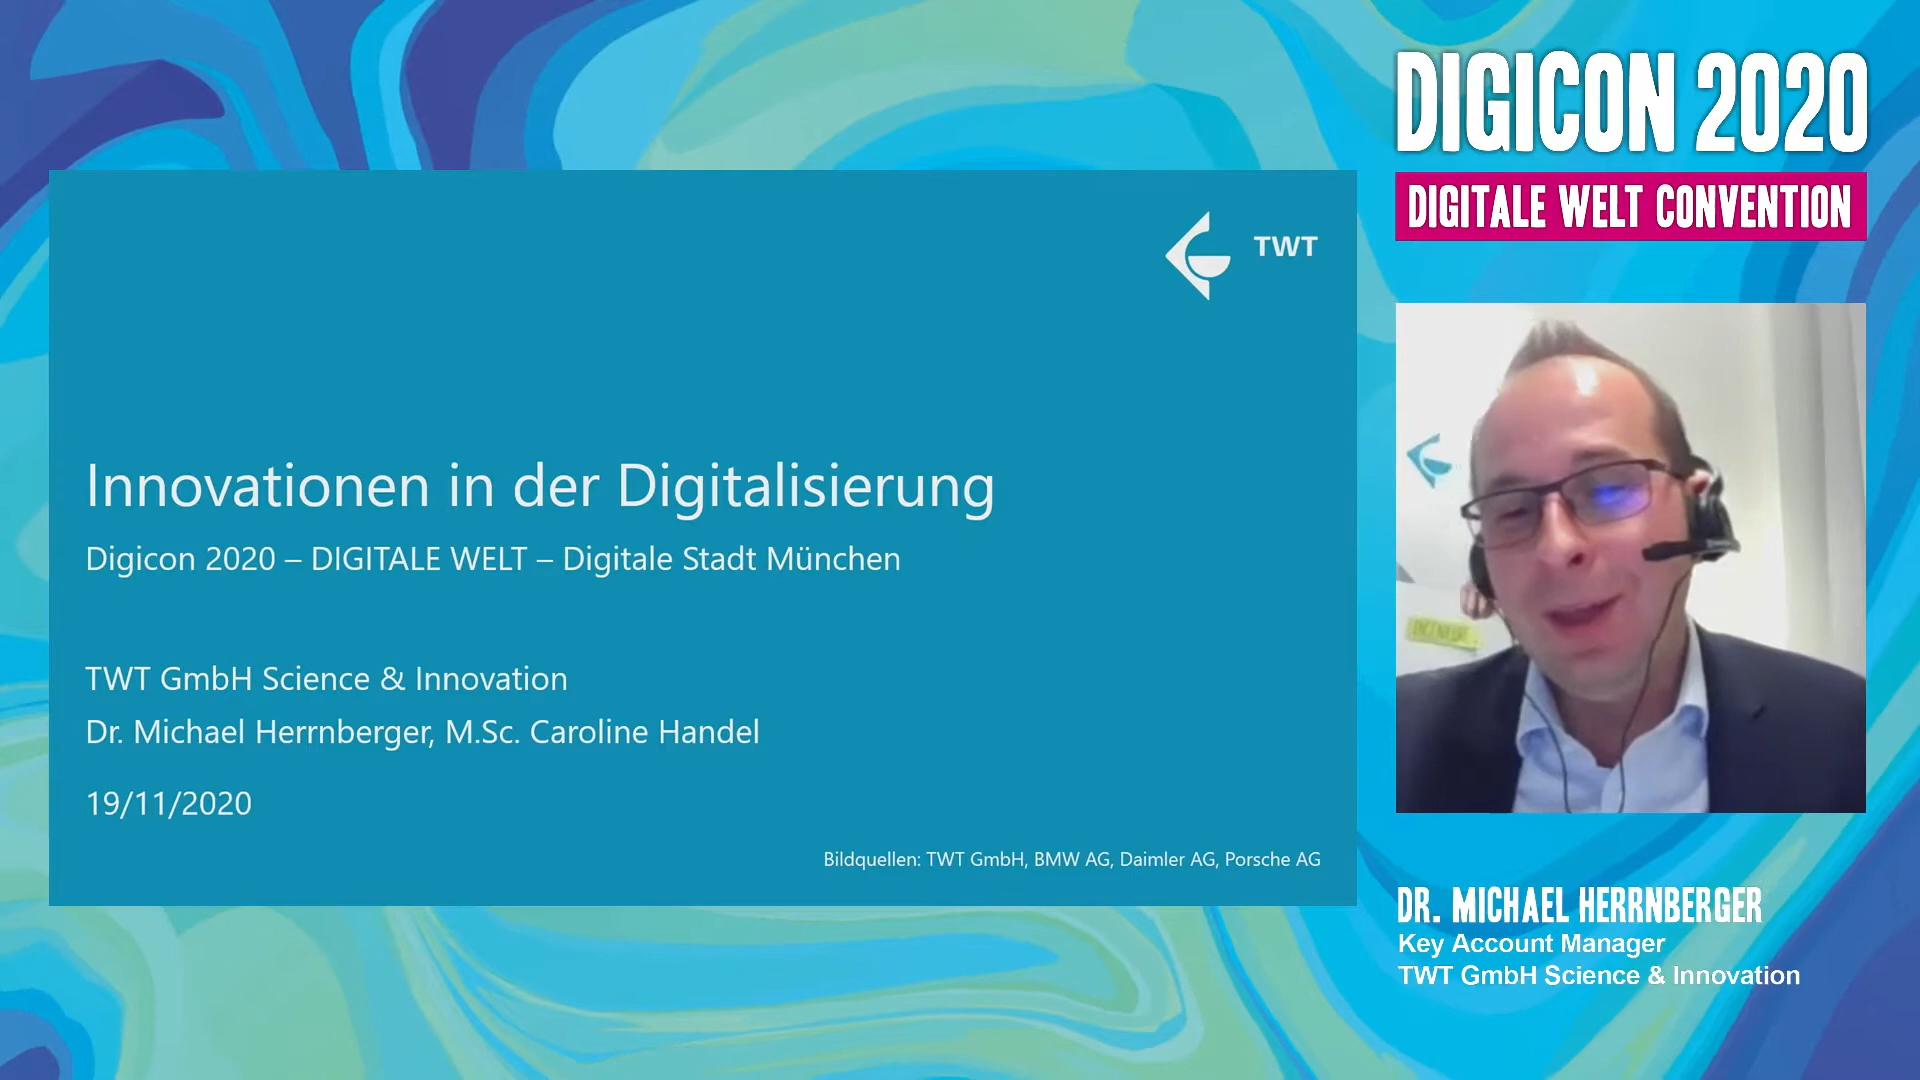 DIGICON 2020
DIGITALE WELT CONVENTION
TWT
Innovationen in der Digitalisierung
Digicon 2020 – DIGITALE WELT – Digitale Stadt München
TWT GmbH Science & Innovation
Dr. Michael Herrnberger, M.Sc. Caroline Handel
19/11/2020
Bildquellen: TWT GmbH, BMW AG, Daimler AG, Porsche AG
DR. MICHAEL HERRNBERGER
Key Account Manager
TWT GmbH Science & Innovation